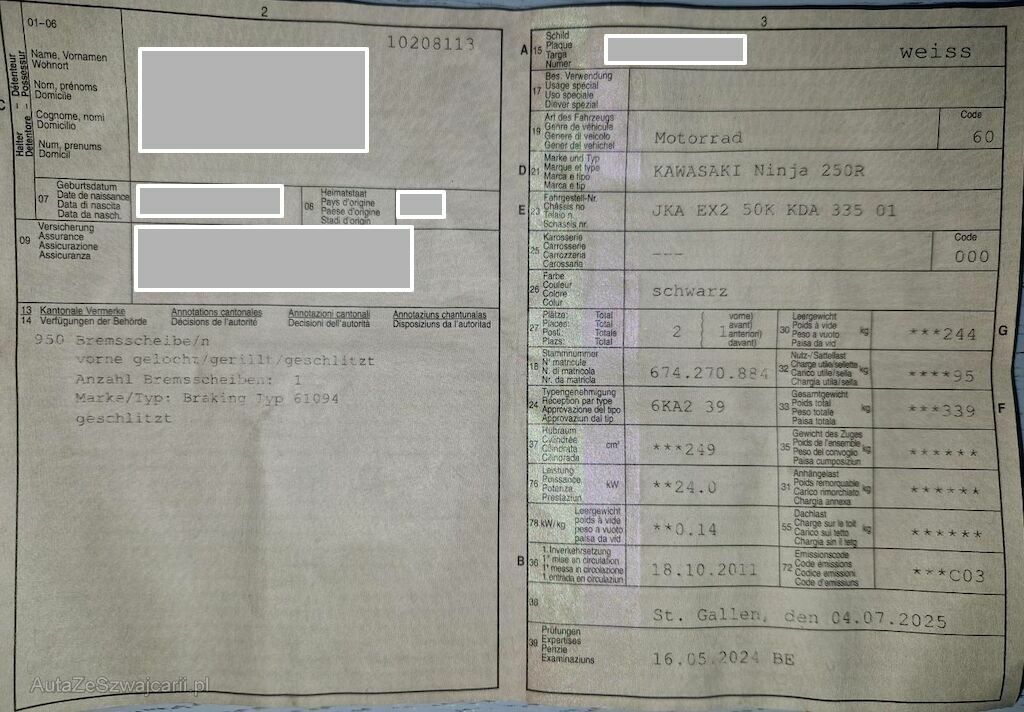 2
01-06
10208113
Halter — Détenteur
Detentore — Possessur
Name, Vornamen
Wohnort
Nom, prénoms
Domicile
Cognome, nomi
Domicilio
Num, prenums
Domicil
07
Geburtsdatum
Date de naissance
Data di nascita
Data da nasch.
08
Heimatstaat
Pays d'origine
Paese d'origine
Stadi d'origin
09
Versicherung
Assurance
Assicurazione
Assicuranza
13 Kantonale Vermerke Annotations cantonales Annotazioni cantonali Annotaziuns chantunalas
14 Verfügungen der Behörde Décisions de l'autorité Decisioni dell'autorità Disposiziuns da l'autoritad
950 Bremsscheibe/n
vorne gelocht/gerillt/geschlitzt
Anzahl Bremsscheiben: 1
Marke/Typ: Braking Typ 61094
geschlitzt
AutaZeSzwajcarii.pl
3
A 15
Schild
Plaque
Targa
Numer
weiss
17
Bes. Verwendung
Usage spécial
Uso speciale
Diever spezial
19
Art des Fahrzeugs
Genre de véhicule
Genere di veicolo
Gener dal vehichel
Motorrad
Code
60
D 21
Marke und Typ
Marque et type
Marca e tipo
Marca e tip
KAWASAKI Ninja 250R
E 23
Fahrgestell-Nr.
Châssis no
Telaio n.
Schassis nr.
JKA EX2 50K KDA 335 01
25
Karosserie
Carrosserie
Carrozzeria
Carossaria
---
Code
000
26
Farbe
Couleur
Colore
Colur
schwarz
27
Plätze: Total
Places: Total
Posti: Totale
Plazs: Total
2
vorne)
avant)
1 anteriori)
davant)
30
Leergewicht
Poids à vide
Peso a vuoto
Paisa da vid
kg
***244
G
18
Stammnummer
N° matricule
N. di matricola
Nr. da matricla
674.270.884
32
Nutz-/Sattellast
Charge utile/sellette
Carico utile/sella
Chargia utila/sella
kg
****95
24
Typengenehmigung
Réception par type
Approvazione del tipo
Approvaziun dal tip
6KA2 39
33
Gesamtgewicht
Poids total
Peso totale
Paisa totala
kg
***339
F
37
Hubraum
Cylindrée
Cilindrata
Cilindrada
cm³
***249
35
Gewicht des Zuges
Poids de l'ensemble
Peso del convoglio
Paisa cumposiziun
kg
******
76
Leistung
Puissance
Potenza
Prestaziun
kW
**24.0
31
Anhängelast
Poids remorquable
Carico rimorchiato
Chargia annexa
kg
******
78 kW/kg
Leergewicht
poids à vide
peso a vuoto
paisa da vid
**0.14
55
Dachlast
Charge sur le toit
Carico sul tetto
Chargia sin il tetg
kg
******
B 36
1. Inverkehrsetzung
1re mise en circulation
1a messa in circolazione
1. entrada en circulaziun
18.10.2011
72
Emissionscode
Code émissions
Codice emissioni
Code d'emissiuns
***C03
38
St. Gallen, den 04.07.2025
39
Prüfungen
Expertises
Perizie
Examinaziuns
16.05.2024 BE